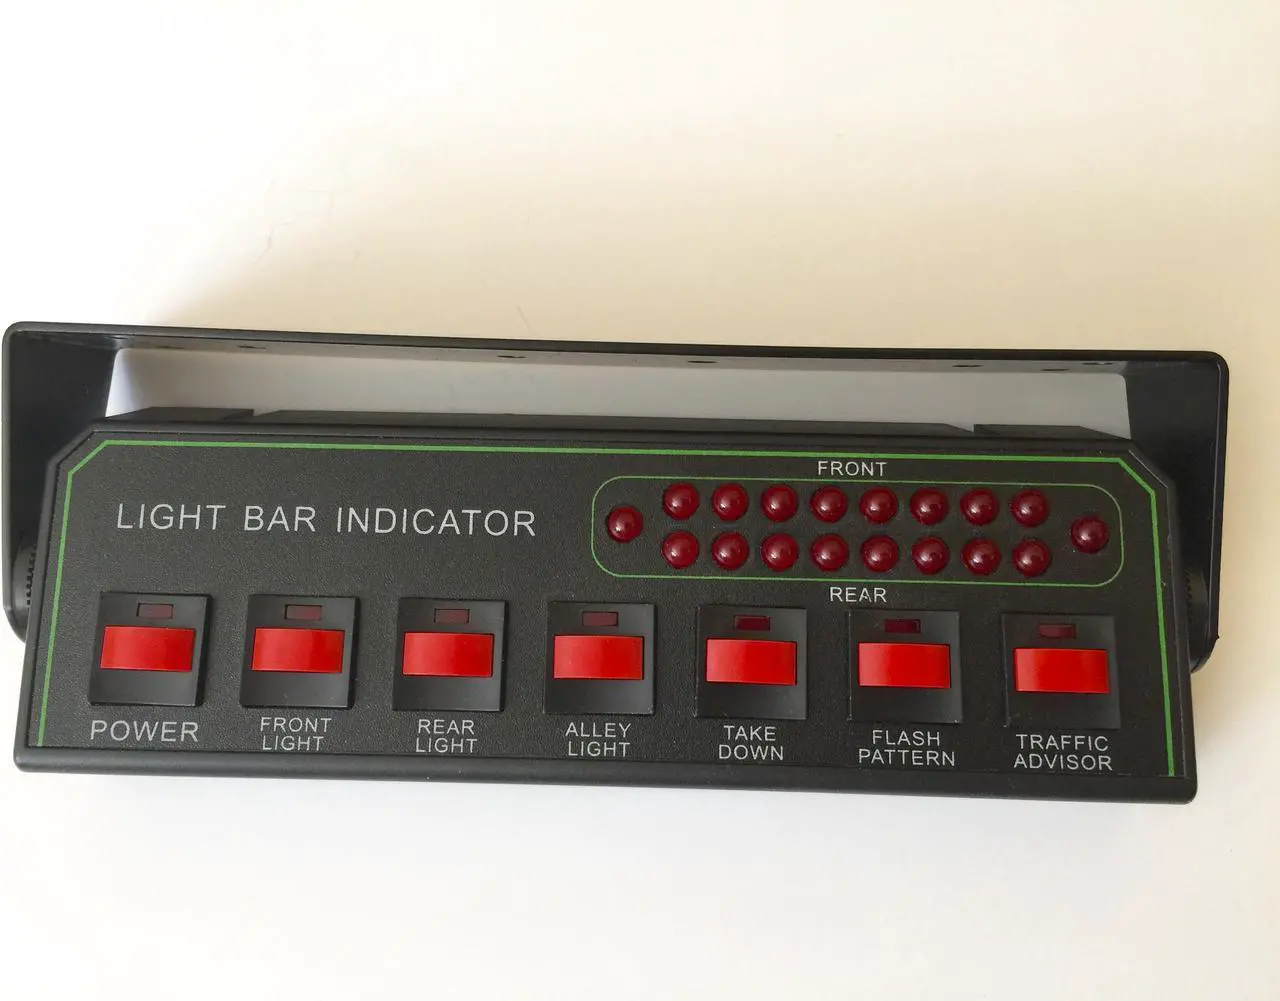 FRONT
LIGHT BAR INDICATOR
REAR
POWER
FRONT
LIGHT
REAR
LIGHT
ALLEY
LIGHT
TAKE
DOWN
FLASH
PATTERN
TRAFFIC
ADVISOR